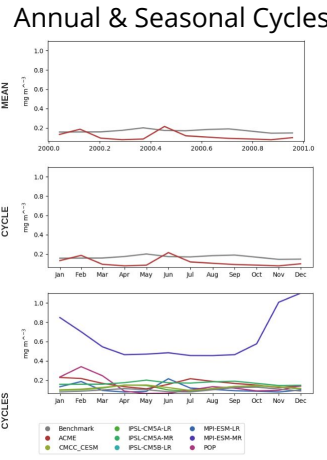 Annual & Seasonal Cycles
MEAN
mg m^-3
1.0
0.8
0.6
0.4
0.2
2000.0 2000.2 2000.4 2000.6 2000.8 2001.0
CYCLE
mg m^-3
1.0
0.8
0.6
0.4
0.2
Jan Feb Mar Apr May Jun Jul Aug Sep Oct Nov Dec
CYCLES
mg m^-3
1.0
0.8
0.6
0.4
0.2
Jan Feb Mar Apr May Jun Jul Aug Sep Oct Nov Dec
Benchmark IPSL-CM5A-LR MPI-ESM-LR
ACME IPSL-CM5A-MR MPI-ESM-MR
CMCC_CESM IPSL-CM5B-LR POP